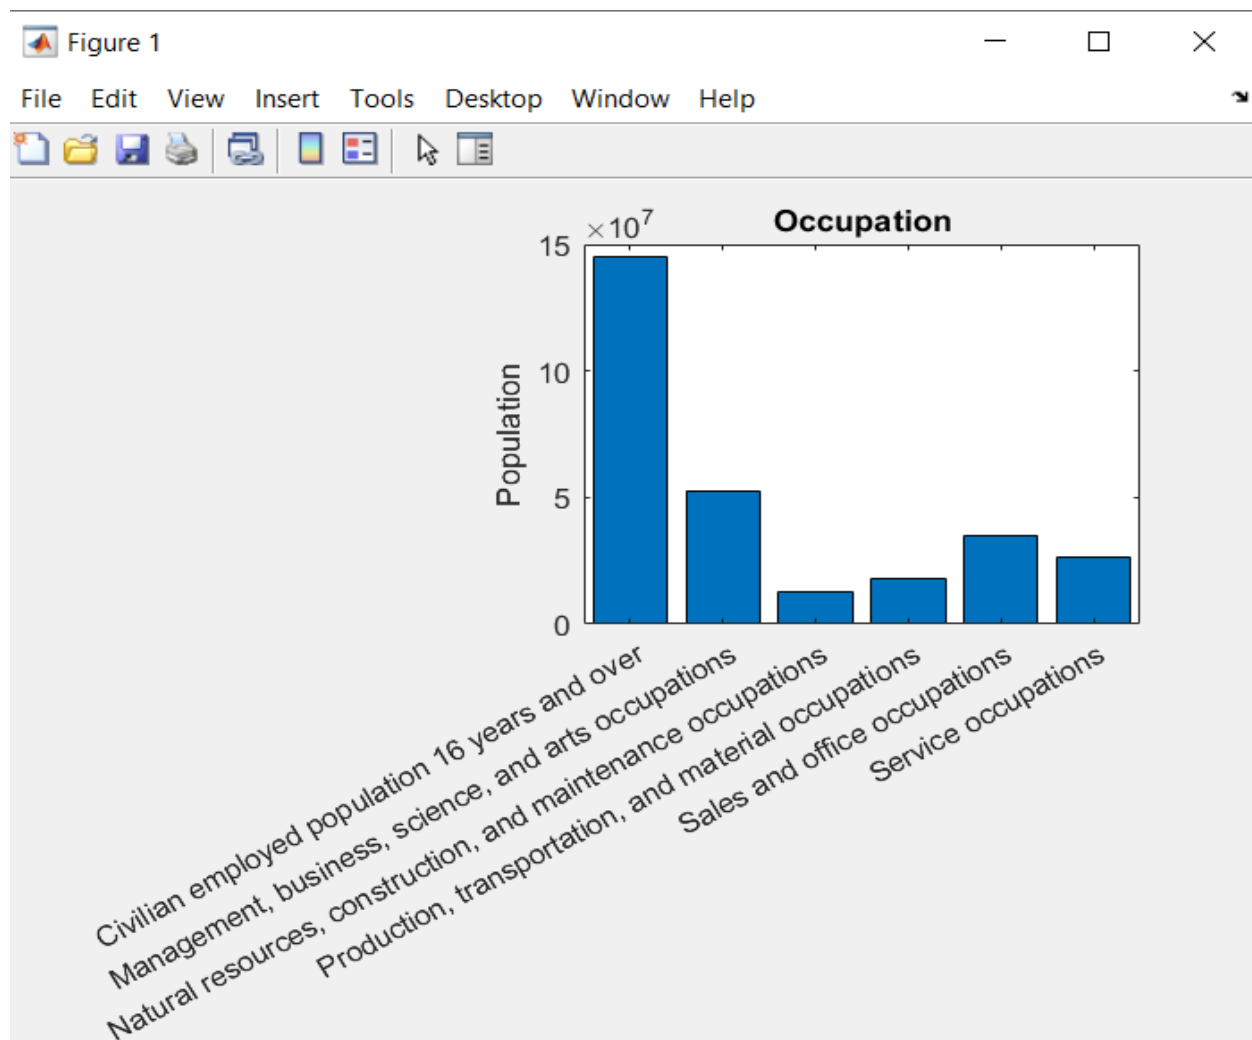 Figure 1
File Edit View Insert Tools Desktop Window Help
Occupation
×10⁷
15
10
5
0
Population
Civilian employed population 16 years and over
Management, business, science, and arts occupations
Natural resources, construction, and maintenance occupations
Production, transportation, and material occupations
Sales and office occupations
Service occupations